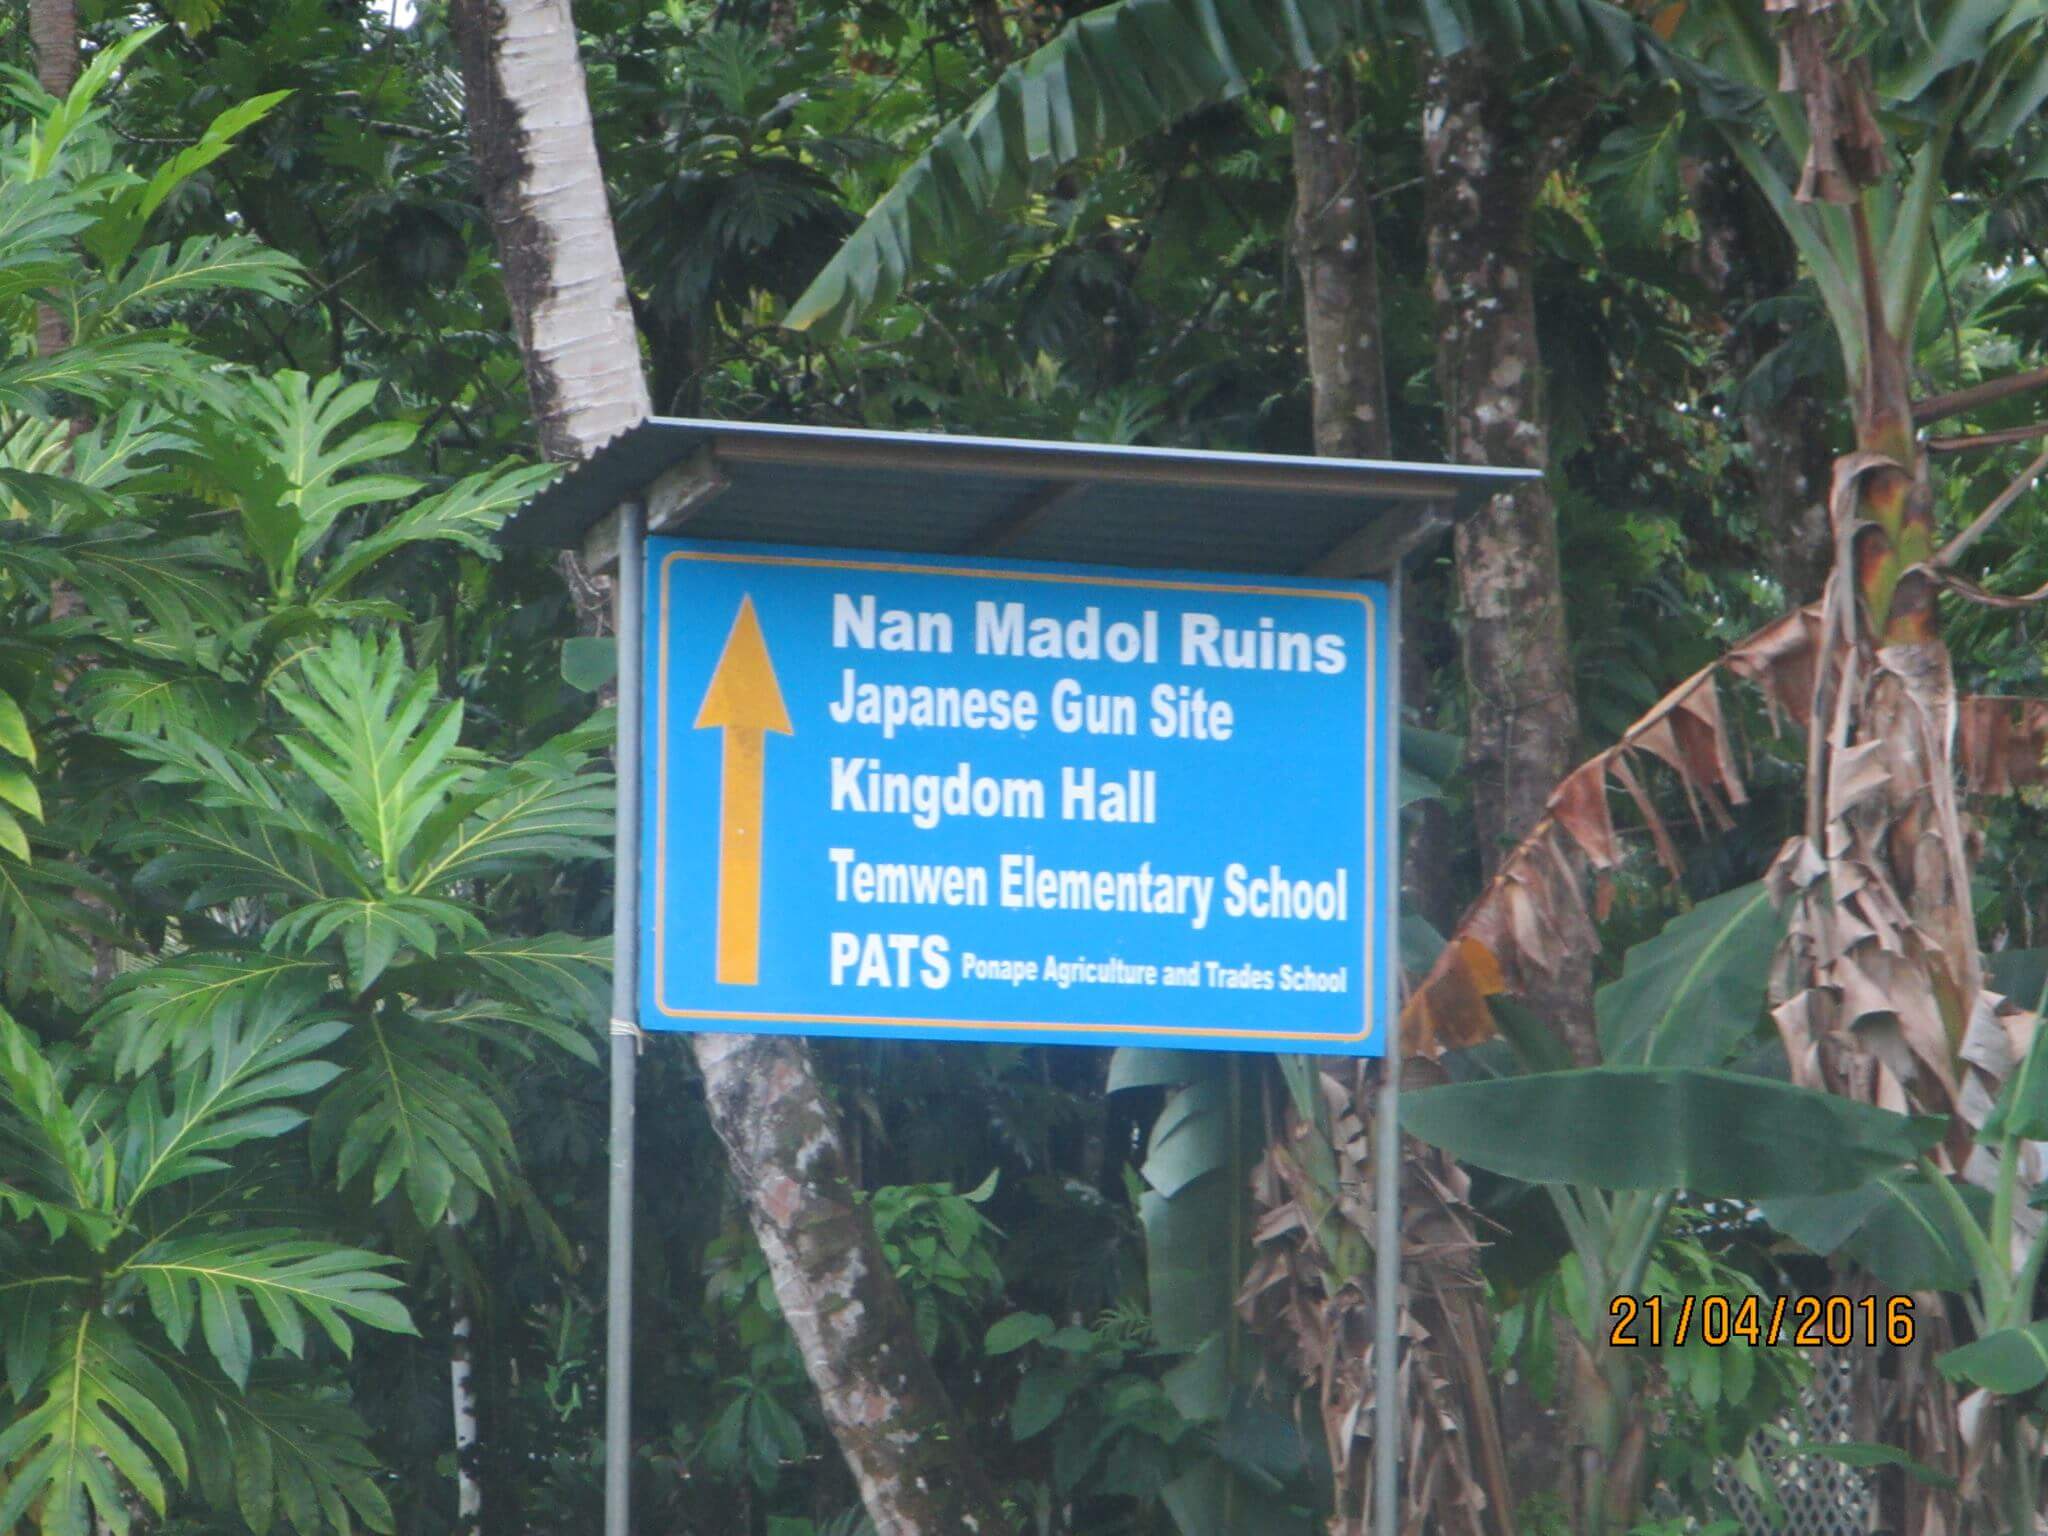 Nan Madol Ruins
Japanese Gun Site
Kingdom Hall
Temwen Elementary School
PATS Ponape Agriculture and Trades School
21/04/2016